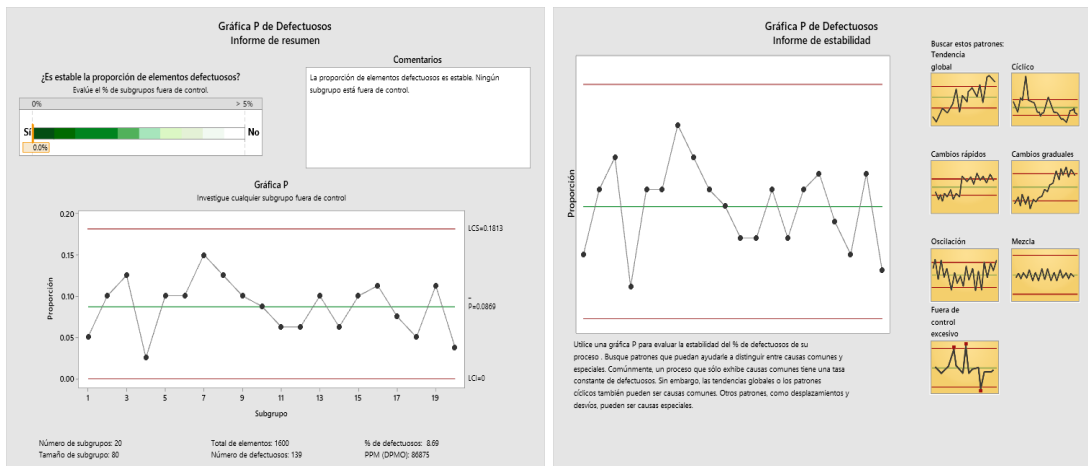 Gráfica P de Defectuosos
Informe de resumen
¿Es estable la proporción de elementos defectuosos?
Evalúe el % de subgrupos fuera de control.
0%
> 5%
Sí
No
0.0%
Comentarios
La proporción de elementos defectuosos es estable. Ningún
subgrupo está fuera de control.
Gráfica P
Investigue cualquier subgrupo fuera de control
0.20
0.15
0.10
0.05
0.00
Proporción
LCS=0.1813
P=0.0869
LCI=0
1
3
5
7
9
11
13
15
17
19
Subgrupo
Número de subgrupos: 20
Tamaño de subgrupo: 80
Total de elementos: 1600
Número de defectuosos: 139
% de defectuosos: 8.69
PPM (DPMO): 86875
Gráfica P de Defectuosos
Informe de estabilidad
Proporción
Utilice una gráfica P para evaluar la estabilidad del % de defectuosos de su
proceso . Busque patrones que puedan ayudarle a distinguir entre causas comunes y
especiales. Comúnmente, un proceso que sólo exhibe causas comunes tiene una tasa
constante de defectuosos. Sin embargo, las tendencias globales o los patrones
cíclicos también pueden ser causas comunes. Otros patrones, como desplazamientos y
desvíos, pueden ser causas especiales.
Buscar estos patrones:
Tendencia
global
Cíclico
Cambios rápidos
Cambios graduales
Oscilación
Mezcla
Fuera de
control
excesivo